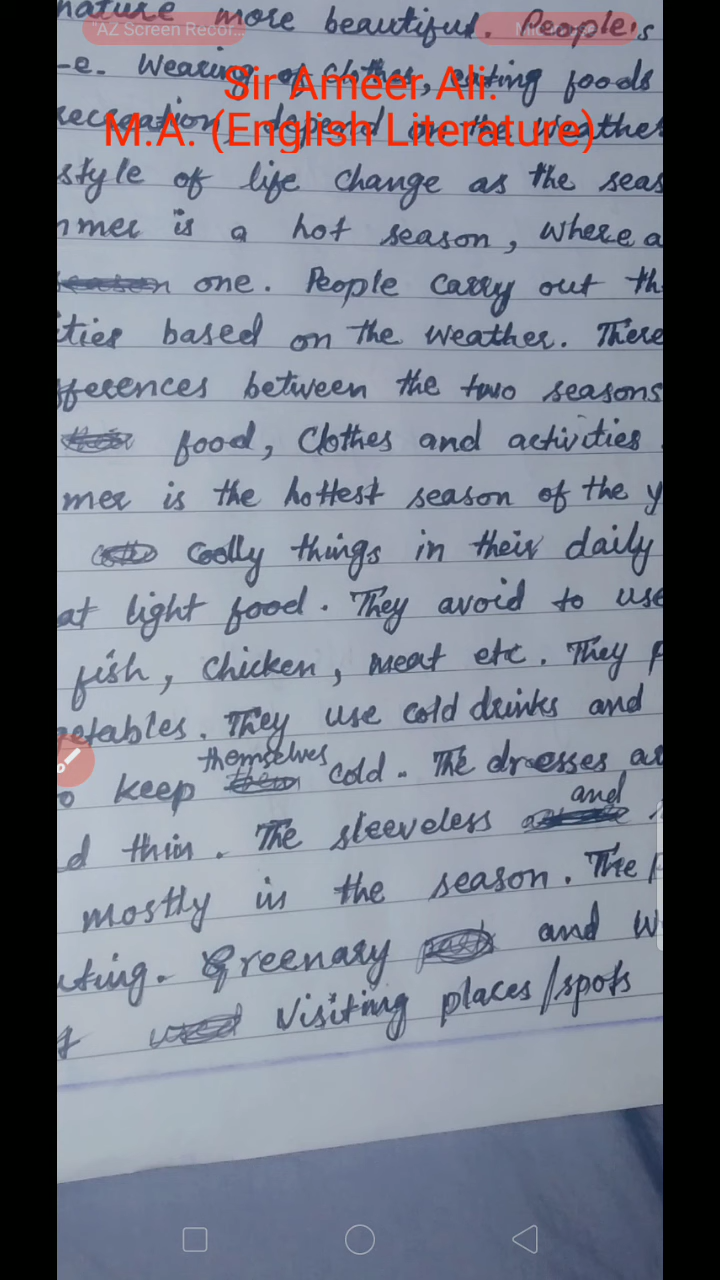 nature more beautiful. People's
"AZ Screen Recor...
-e. Wearing of Clothes, eating foods
Sir Ameer Ali.
recreation, depend on the weather
M.A. (English Literature)
style of life change as the seas
mmer is a hot season, where a
one. People carry out th
ties based on the weather. There
fferences between the two seasons
food, Clothes and activities.
mer is the hottest season of the y
coolly things in their daily
at light food. They avoid to use
fish, chicken, meat etc. They p
getables. They use cold drinks and
o keep themselves cold. The dresses ar
d thin. The sleeveless and
mostly in the season. The p
ting. Greenary and w
visiting places/spots